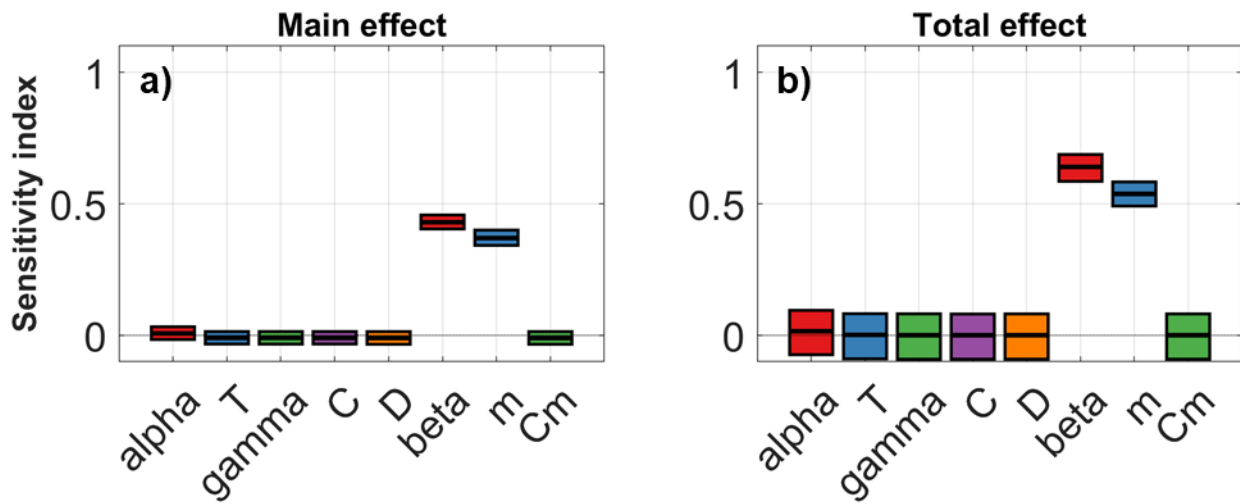 Main effect
Sensitivity index
1
0.5
0
a)
alpha
T
gamma
C
D
beta
m
Cm
Total effect
1
0.5
0
b)
alpha
T
gamma
C
D
beta
m
Cm